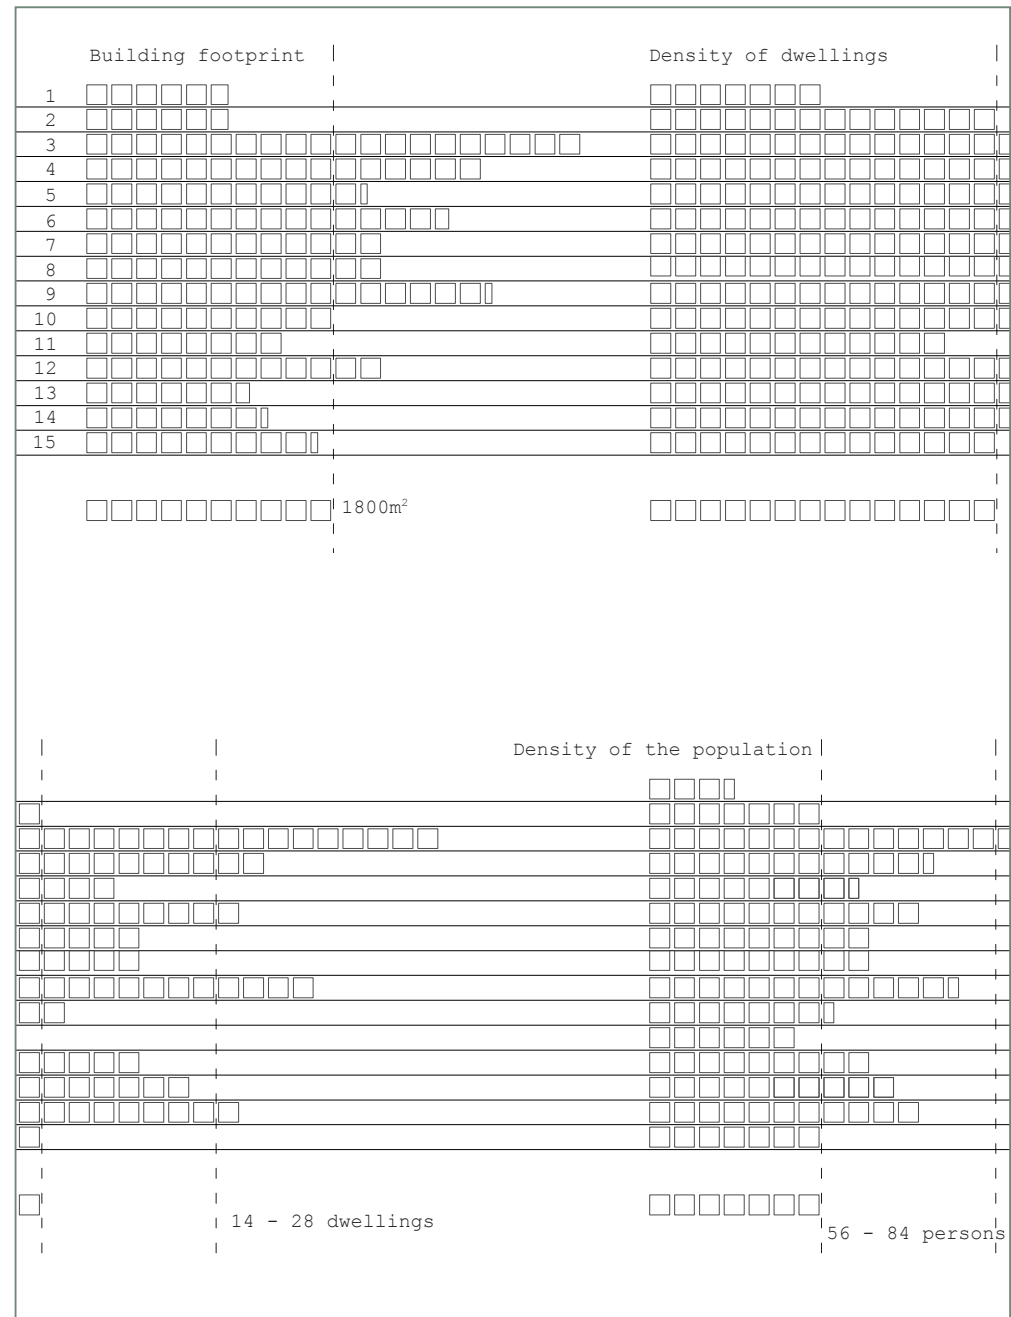 Building footprint
Density of dwellings
1
2
3
4
5
6
7
8
9
10
11
12
13
14
15
1800m²
Density of the population
14 - 28 dwellings
56 - 84 persons